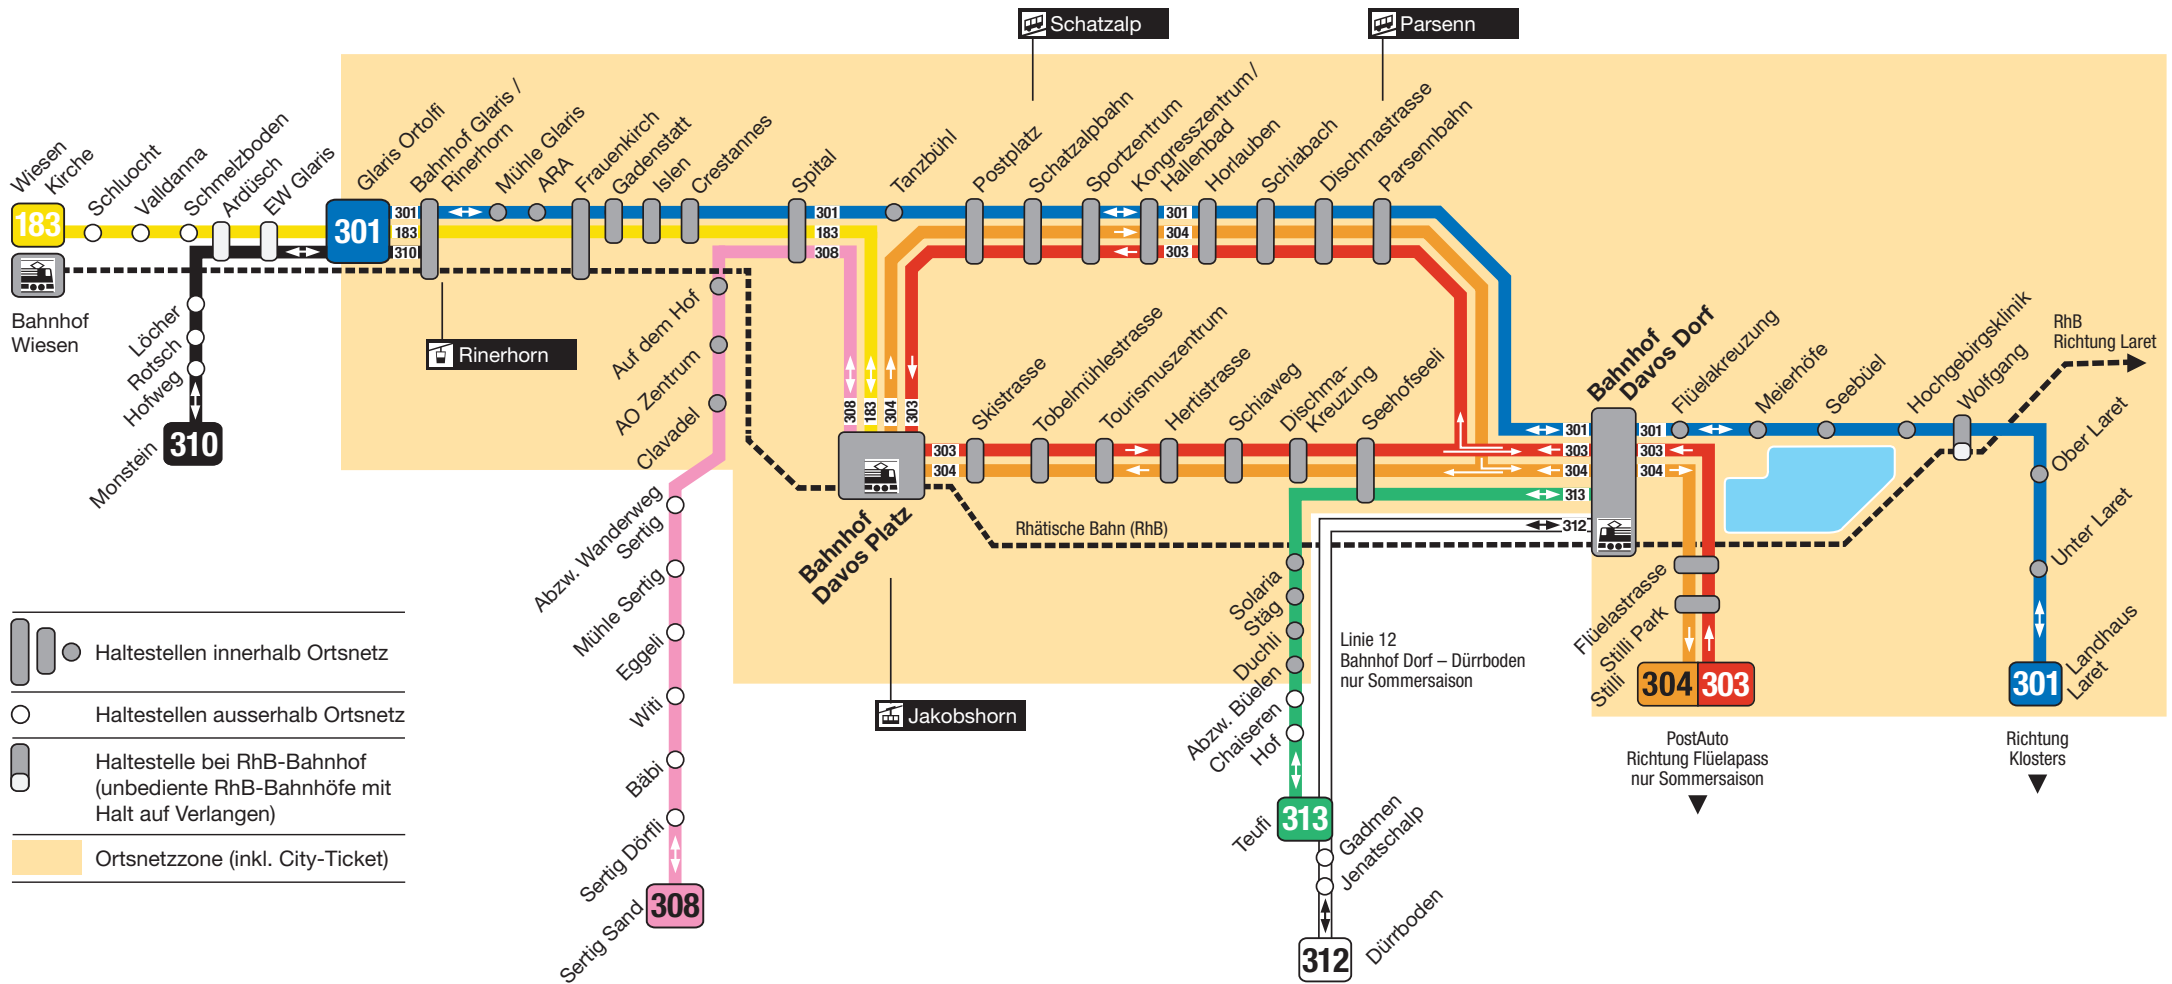 Schatzalp
Parsenn
Wiesen
Kirche
Schluocht
Valldanna
Schmelzboden
Ardüsch
EW Glaris
Glaris Ortolfi
Bahnhof Glaris /
Rinerhorn
Mühle Glaris
ARA
Frauenkirch
Gadenstatt
Islen
Crestannes
Spital
Tanzbühl
Postplatz
Schatzalpbahn
Sportzentrum
Kongresszentrum/
Hallenbad
Horlauben
Schiabach
Dischmastrasse
Parsennbahn
183
301
301
183
310
301
183
308
301
304
303
Bahnhof
Wiesen
Löcher
Rotsch
Hofweg
Monstein
310
Rinerhorn
Auf dem Hof
AO Zentrum
Clavadel
Abzw. Wanderweg
Sertig
Mühle Sertig
Eggeli
Witi
Bäbi
Sertig Dörfli
Sertig Sand
308
308
183
304
303
Bahnhof
Davos Platz
303
304
Skistrasse
Tobelmühlestrasse
Tourismuszentrum
Hertistrasse
Schiaweg
Dischma-
Kreuzung
Seehofseeli
Rhätische Bahn (RhB)
Jakobshorn
301
303
304
313
312
Bahnhof
Davos Dorf
301
303
304
Flüelakreuzung
Meierhöfe
Seebüel
Hochgebirgsklinik
Wolfgang
RhB
Richtung Laret
Ober Laret
Unter Laret
Landhaus
Laret
301
Richtung
Klosters
Flüelastrasse
Stilli Park
Stilli
304
303
PostAuto
Richtung Flüelapass
nur Sommersaison
Solaria
Stäg
Duchli
Abzw. Büelen
Chaiseren
Hof
Teufi
313
Linie 12
Bahnhof Dorf – Dürrboden
nur Sommersaison
Gadmen
Jenatschalp
Dürrboden
312
Haltestellen innerhalb Ortsnetz
Haltestellen ausserhalb Ortsnetz
Haltestelle bei RhB-Bahnhof
(unbediente RhB-Bahnhöfe mit
Halt auf Verlangen)
Ortsnetzzone (inkl. City-Ticket)